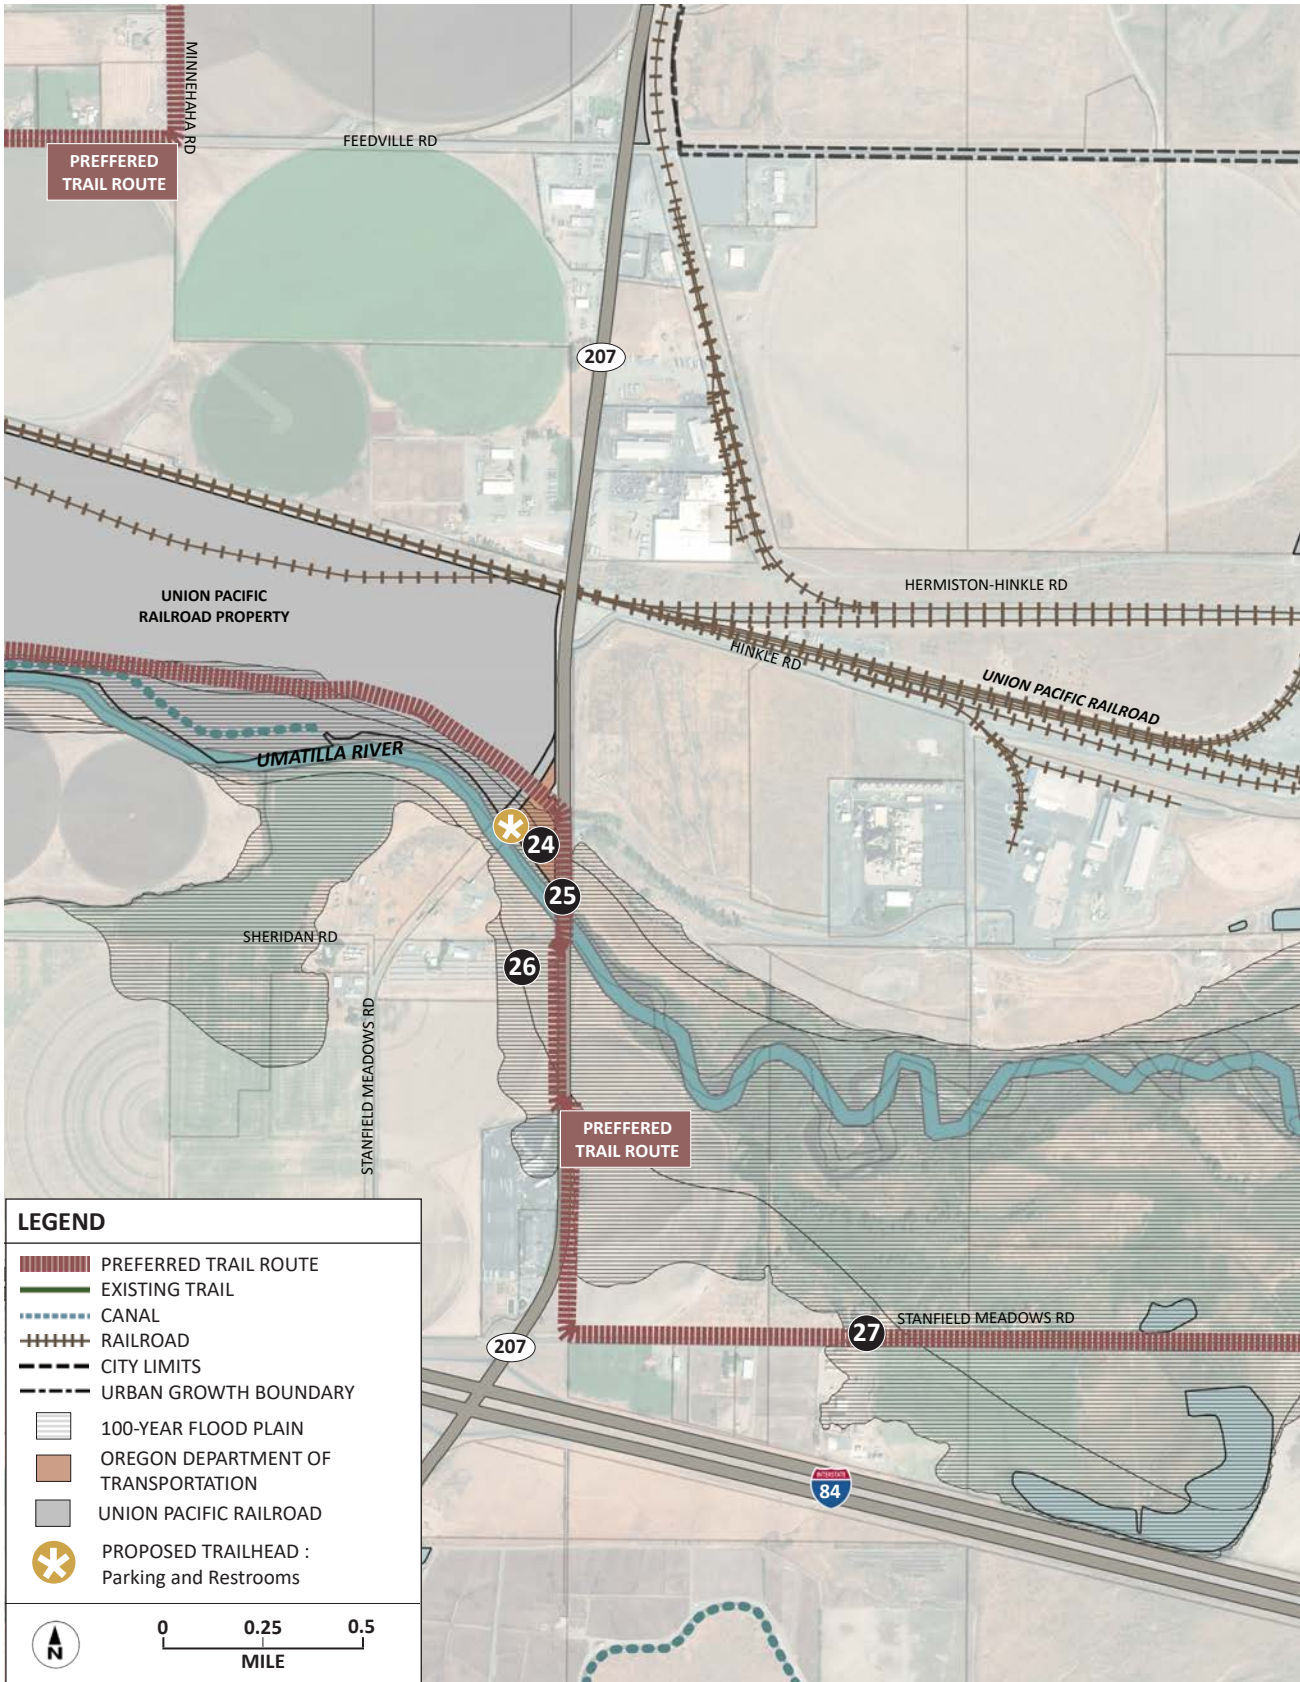 MINNEHAHA RD
FEEDVILLE RD
PREFFERED
TRAIL ROUTE
207
HERMISTON-HINKLE RD
UNION PACIFIC
RAILROAD PROPERTY
HINKLE RD
UNION PACIFIC RAILROAD
UMATILLA RIVER
24
25
SHERIDAN RD
26
STANFIELD MEADOWS RD
PREFFERED
TRAIL ROUTE
STANFIELD MEADOWS RD
27
207
INTERSTATE
84
LEGEND
PREFERRED TRAIL ROUTE
EXISTING TRAIL
CANAL
RAILROAD
CITY LIMITS
URBAN GROWTH BOUNDARY
100-YEAR FLOOD PLAIN
OREGON DEPARTMENT OF
TRANSPORTATION
UNION PACIFIC RAILROAD
PROPOSED TRAILHEAD :
Parking and Restrooms
N
0 0.25 0.5
MILE